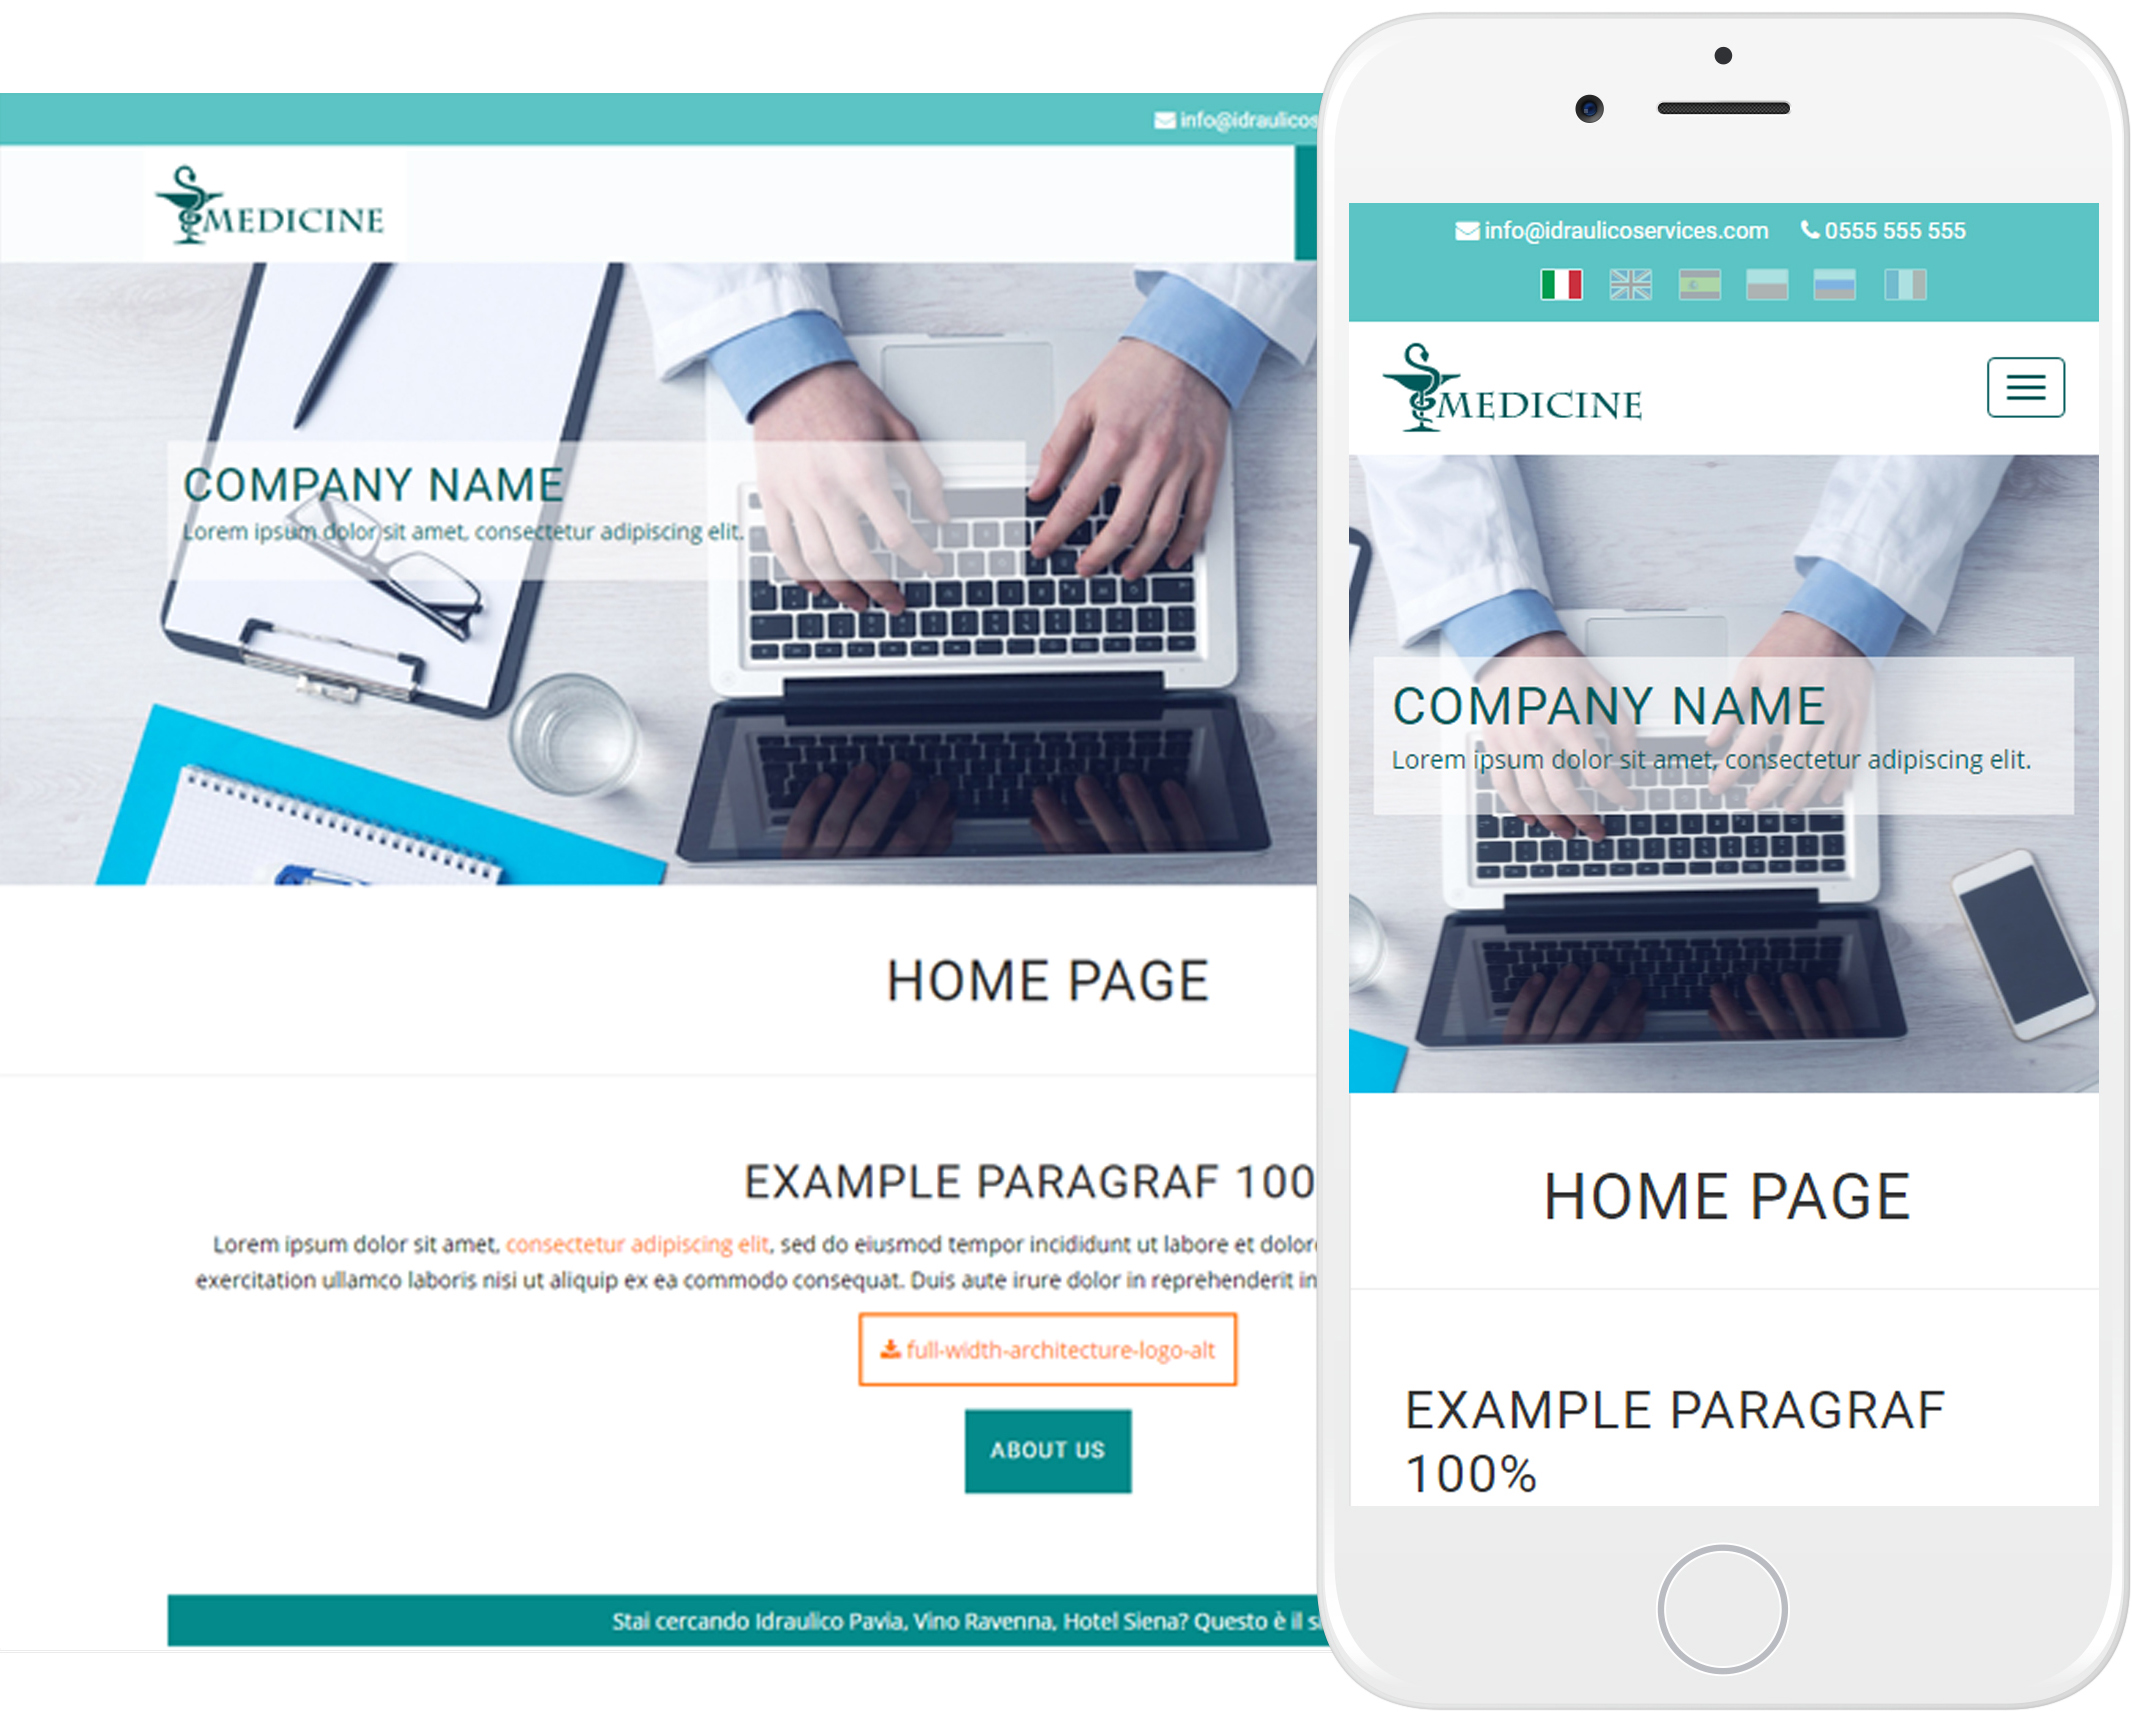 info@idraulicos
MEDICINE
COMPANY NAME
Lorem ipsum dolor sit amet, consectetur adipiscing elit.
HOME PAGE
EXAMPLE PARAGRAF 100
Lorem ipsum dolor sit amet, consectetur adipiscing elit, sed do eiusmod tempor incididunt ut labore et dolor
exercitation ullamco laboris nisi ut aliquip ex ea commodo consequat. Duis aute irure dolor in reprehenderit in
full-width-architecture-logo-alt
ABOUT US
Stai cercando Idraulico Pavia, Vino Ravenna, Hotel Siena? Questo è il s
info@idraulicoservices.com 0555 555 555
MEDICINE
COMPANY NAME
Lorem ipsum dolor sit amet, consectetur adipiscing elit.
HOME PAGE
EXAMPLE PARAGRAF
100%